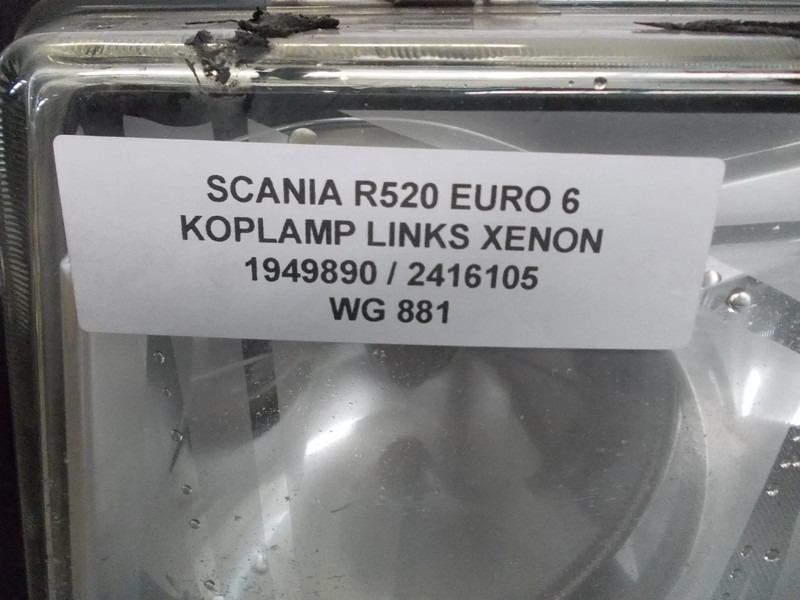 SCANIA R520 EURO 6
KOPLAMP LINKS XENON
1949890 / 2416105
WG 881